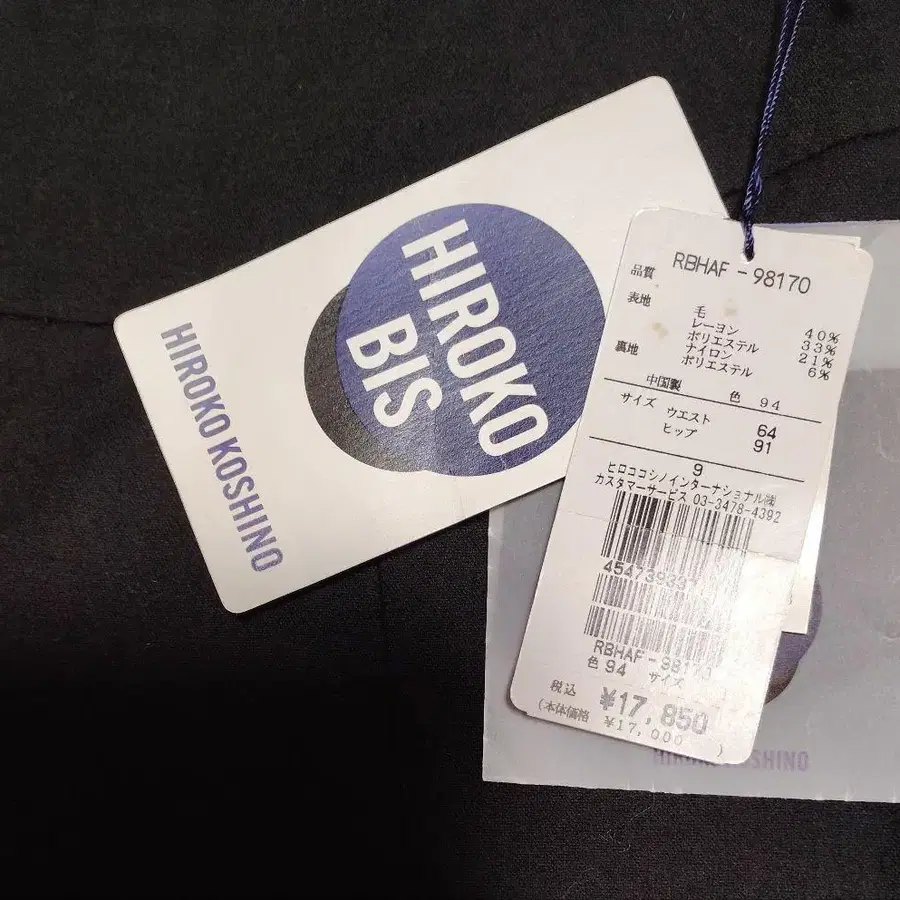 HIROKO
BIS
HIROKO KOSHINO
品質 RBHAF-98170
表地 毛 40%
レーヨン 33%
ポリエステル 21%
ナイロン 6%
裏地 ポリエステル
中国製 色 94
サイズ ウエスト 64
ヒップ 91
9
ヒロココシノインターナショナル㈱
カスタマーサービス 03-3478-4392
RBHAF-98170
色 94 サイズ
税込 ¥17,850
(本体価格 ¥17,000 )
KOSHINO